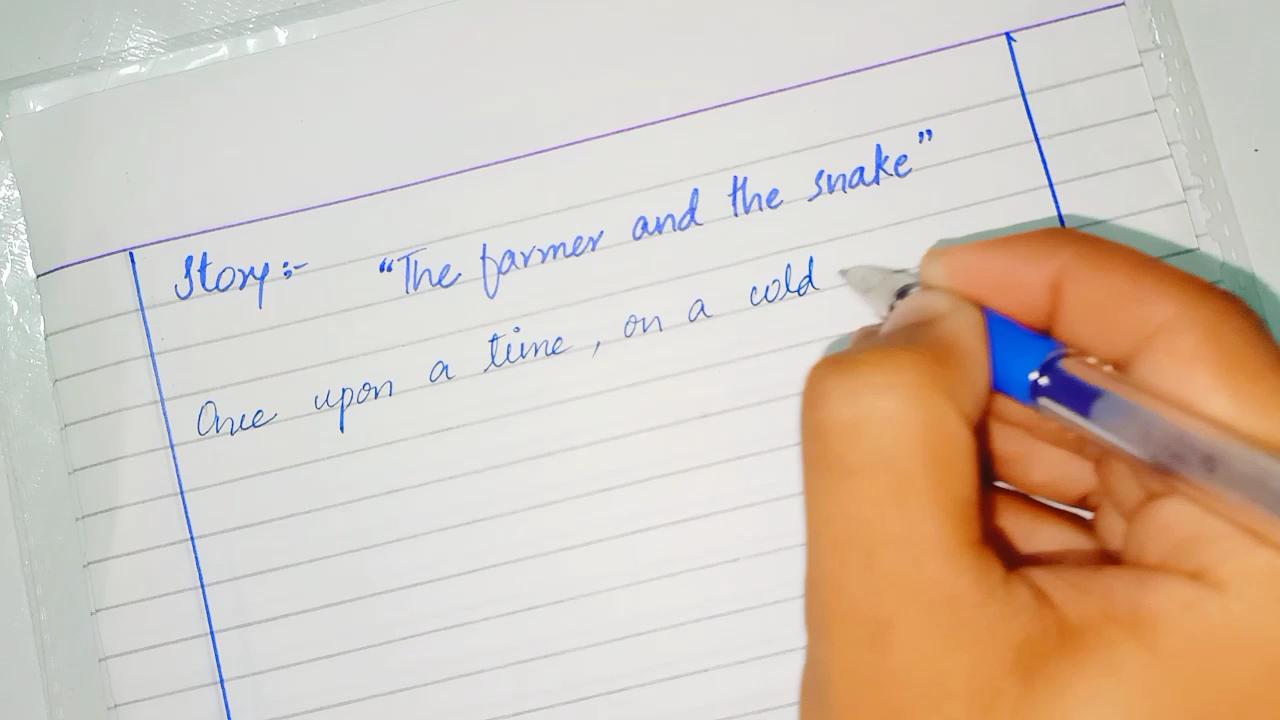 Story:- "The farmer and the snake"
Once upon a time, on a cold